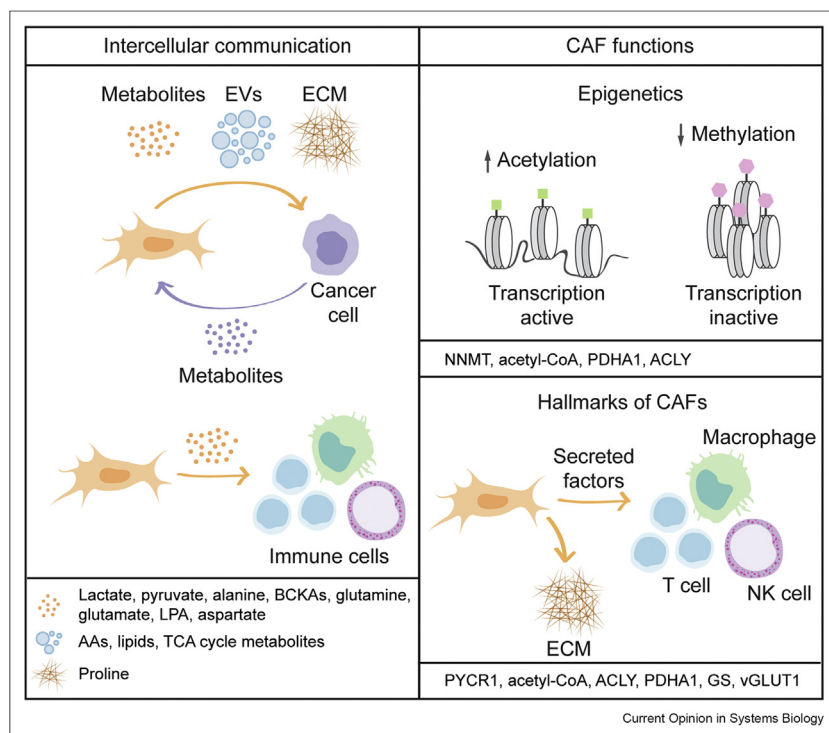 Intercellular communication
Metabolites
EVs
ECM
Cancer
cell
Metabolites
Immune cells
Lactate, pyruvate, alanine, BCKAs, glutamine,
glutamate, LPA, aspartate
AAs, lipids, TCA cycle metabolites
Proline
CAF functions
Epigenetics
Acetylation
Methylation
Transcription
active
Transcription
inactive
NNMT, acetyl-CoA, PDHA1, ACLY
Hallmarks of CAFs
Macrophage
Secreted
factors
T cell
NK cell
ECM
PYCR1, acetyl-CoA, ACLY, PDHA1, GS, vGLUT1
Current Opinion in Systems Biology